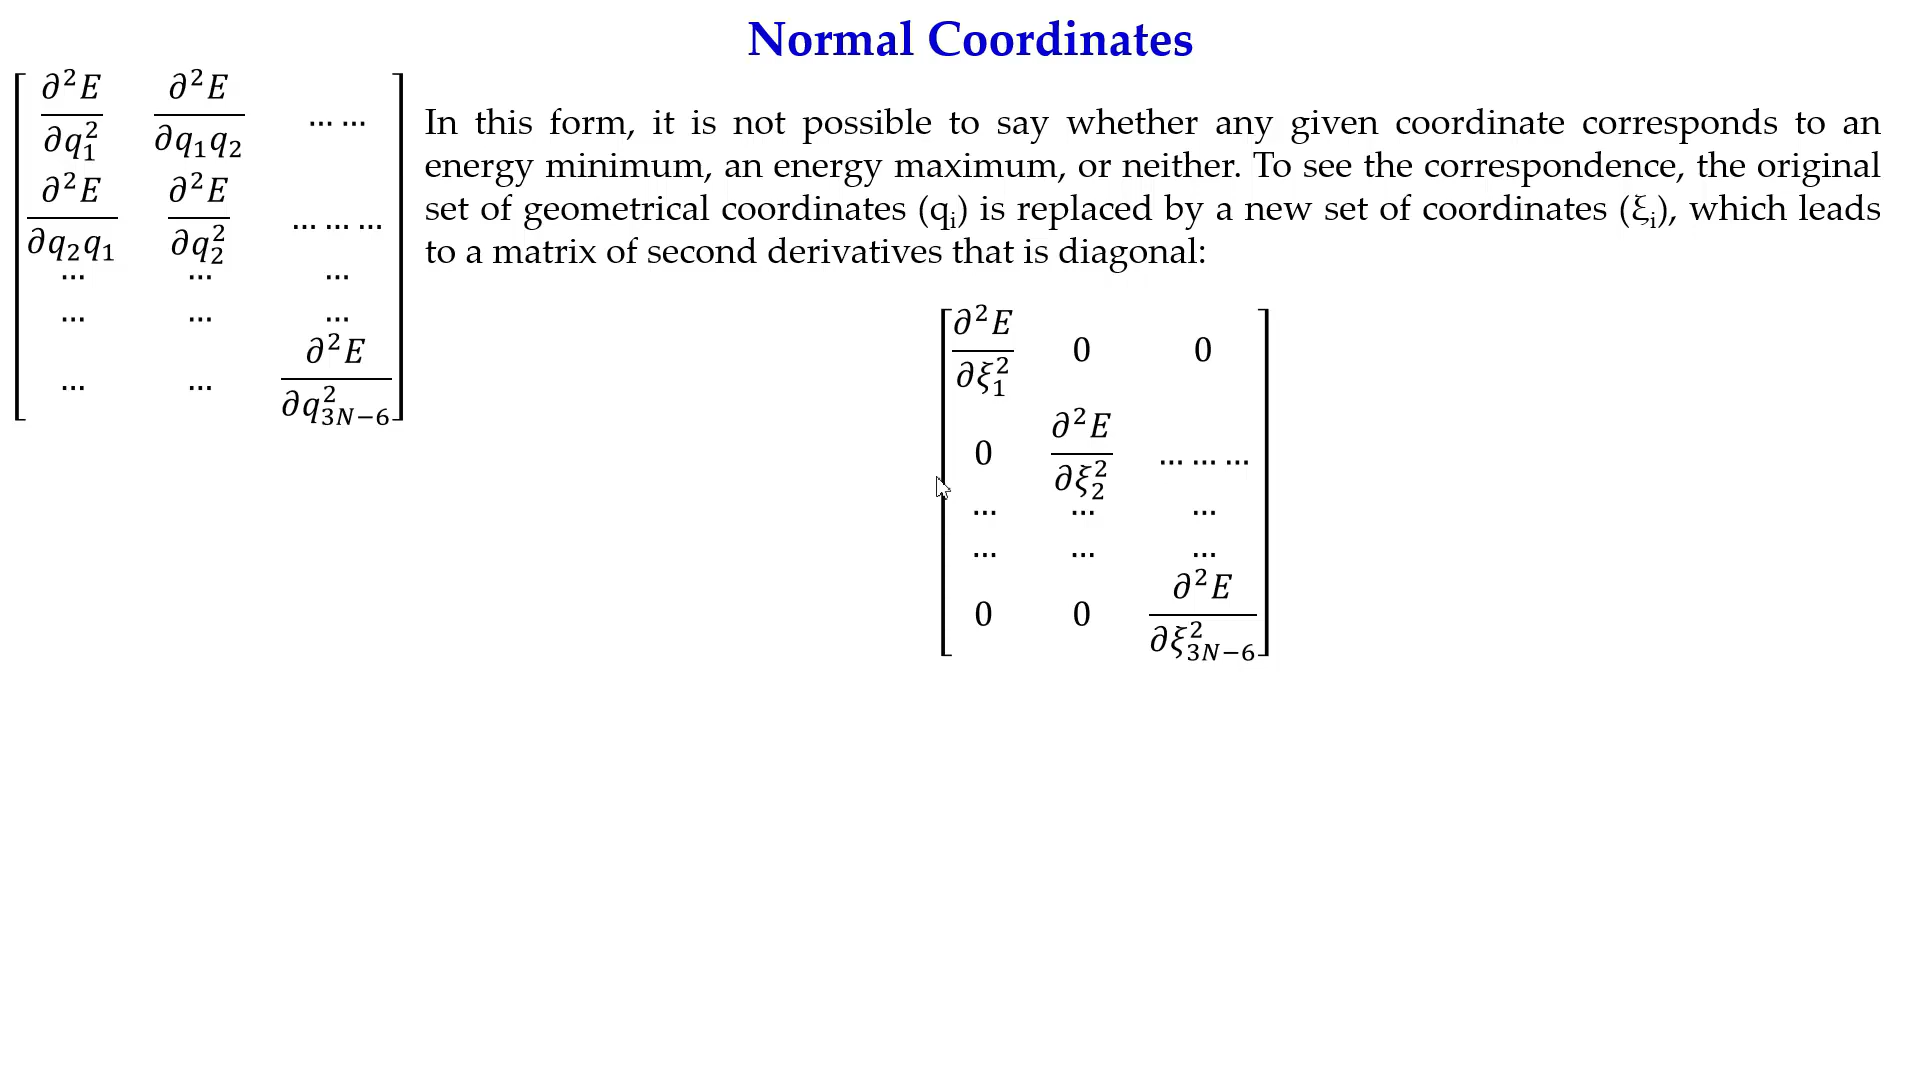 Normal Coordinates
∂²E/∂q₁² ∂²E/∂q₁q₂ ... ...
∂²E/∂q₂q₁ ∂²E/∂q₂² ... ... ...
... ... ...
... ... ...
... ... ∂²E/∂q²₃N₋₆
In this form, it is not possible to say whether any given coordinate corresponds to an
energy minimum, an energy maximum, or neither. To see the correspondence, the original
set of geometrical coordinates (qᵢ) is replaced by a new set of coordinates (ξᵢ), which leads
to a matrix of second derivatives that is diagonal:
∂²E/∂ξ₁² 0 0
0 ∂²E/∂ξ₂² ... ... ...
... ... ...
... ... ...
0 0 ∂²E/∂ξ²₃N₋₆